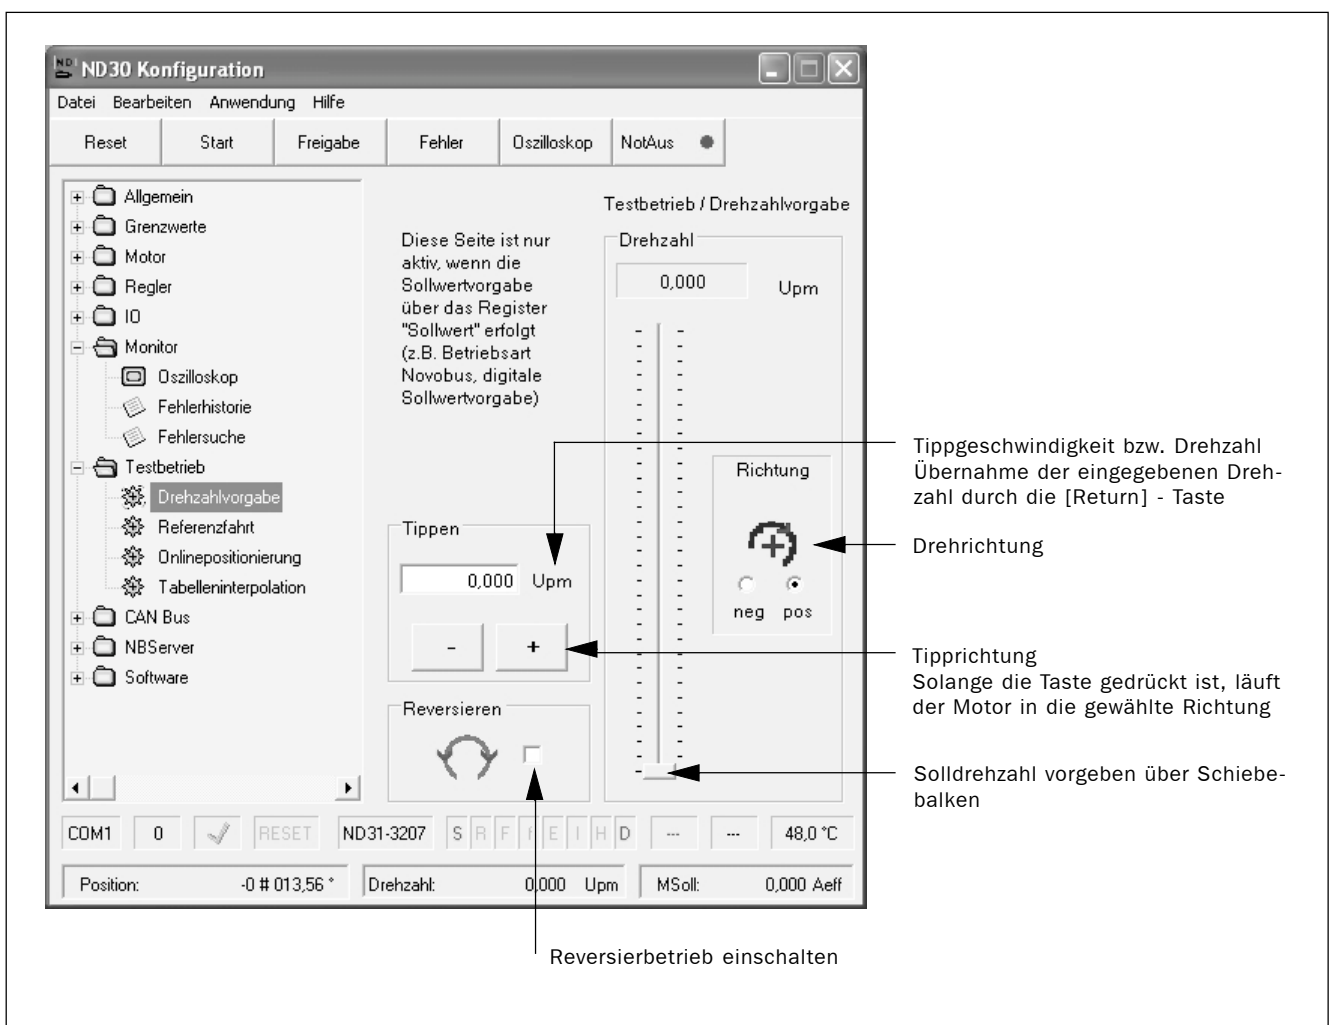 ND30 Konfiguration
Datei Bearbeiten Anwendung Hilfe
Reset Start Freigabe Fehler Oszilloskop NotAus
Allgemein
Grenzwerte
Motor
Regler
IO
Monitor
Oszilloskop
Fehlerhistorie
Fehlersuche
Testbetrieb
Drehzahlvorgabe
Referenzfahrt
Onlinepositionierung
Tabelleninterpolation
CAN Bus
NBServer
Software
Diese Seite ist nur
aktiv, wenn die
Sollwertvorgabe
über das Register
"Sollwert" erfolgt
(z.B. Betriebsart
Novobus, digitale
Sollwertvorgabe)
Tippen
0,000 Upm
- +
Reversieren
Testbetrieb / Drehzahlvorgabe
Drehzahl
0,000 Upm
Richtung
neg pos
COM1 0 RESET ND31-3207 S R F f E I H D --- --- 48,0 °C
Position: -0 # 013,56 ° Drehzahl: 0,000 Upm MSoll: 0,000 Aeff
Tippgeschwindigkeit bzw. Drehzahl
Übernahme der eingegebenen Dreh-
zahl durch die [Return] - Taste
Drehrichtung
Tipprichtung
Solange die Taste gedrückt ist, läuft
der Motor in die gewählte Richtung
Solldrehzahl vorgeben über Schiebe-
balken
Reversierbetrieb einschalten